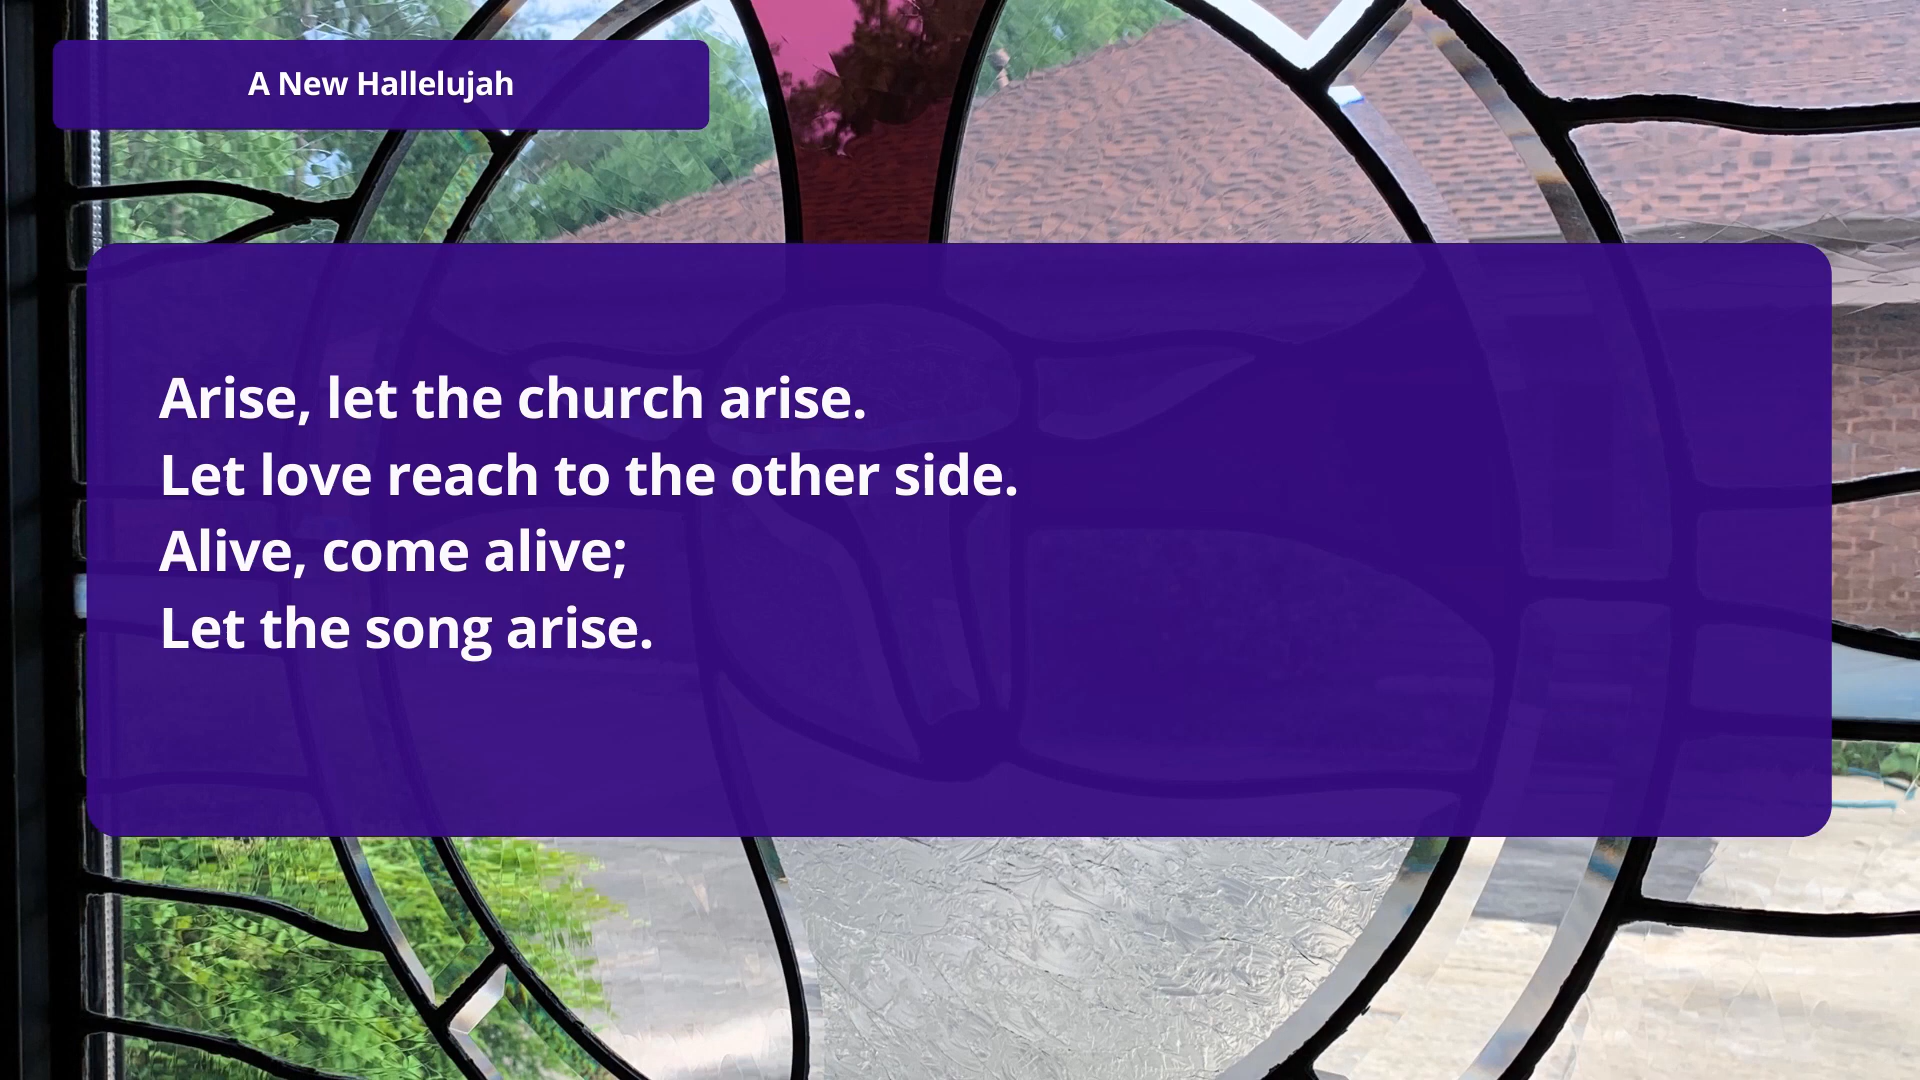 A New Hallelujah
Arise, let the church arise.
Let love reach to the other side.
Alive, come alive;
Let the song arise.